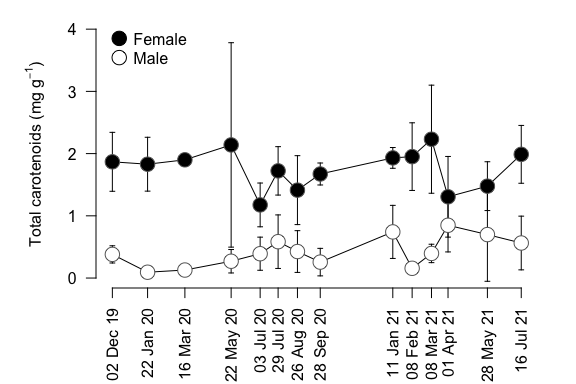 4
3
2
1
0
Total carotenoids (mg g⁻¹)
Female
Male
02 Dec 19
22 Jan 20
16 Mar 20
22 May 20
03 Jul 20
29 Jul 20
26 Aug 20
28 Sep 20
11 Jan 21
08 Feb 21
08 Mar 21
01 Apr 21
28 May 21
16 Jul 21